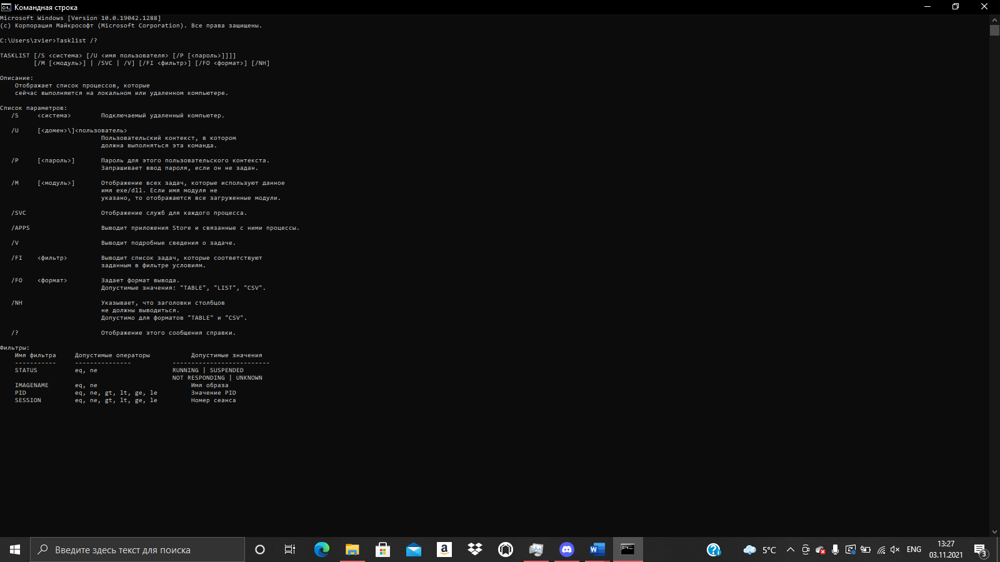 Командная строка
Microsoft Windows [Version 10.0.19042.1288]
(c) Корпорация Майкрософт (Microsoft Corporation). Все права защищены.
C:\Users\zvier>Tasklist /?
TASKLIST [/S <система> [/U <имя пользователя> [/P [<пароль>]]]]
[/M [<модуль>] | /SVC | /V] [/FI <фильтр>] [/FO <формат>] [/NH]
Описание:
Отображает список процессов, которые
сейчас выполняются на локальном или удаленном компьютере.
Список параметров:
/S <система> Подключаемый удаленный компьютер.
/U [<домен>\]<пользователь>
Пользовательский контекст, в котором
должна выполняться эта команда.
/P [<пароль>] Пароль для этого пользовательского контекста.
Запрашивает ввод пароля, если он не задан.
/M [<модуль>] Отображение всех задач, которые используют данное
имя exe/dll. Если имя модуля не
указано, то отображаются все загруженные модули.
/SVC Отображение служб для каждого процесса.
/APPS Выводит приложения Store и связанные с ними процессы.
/V Выводит подробные сведения о задаче.
/FI <фильтр> Выводит список задач, которые соответствуют
заданным в фильтре условиям.
/FO <формат> Задает формат вывода.
Допустимые значения: "TABLE", "LIST", "CSV".
/NH Указывает, что заголовки столбцов
не должны выводиться.
Допустимо для форматов "TABLE" и "CSV".
/? Отображение этого сообщения справки.
Фильтры:
Имя фильтра Допустимые операторы Допустимые значения
----------- --------------- --------------------------
STATUS eq, ne RUNNING | SUSPENDED
NOT RESPONDING | UNKNOWN
IMAGENAME eq, ne Имя образа
PID eq, ne, gt, lt, ge, le Значение PID
SESSION eq, ne, gt, lt, ge, le Номер сеанса
Введите здесь текст для поиска
5°C
ENG
13:27
03.11.2021
3